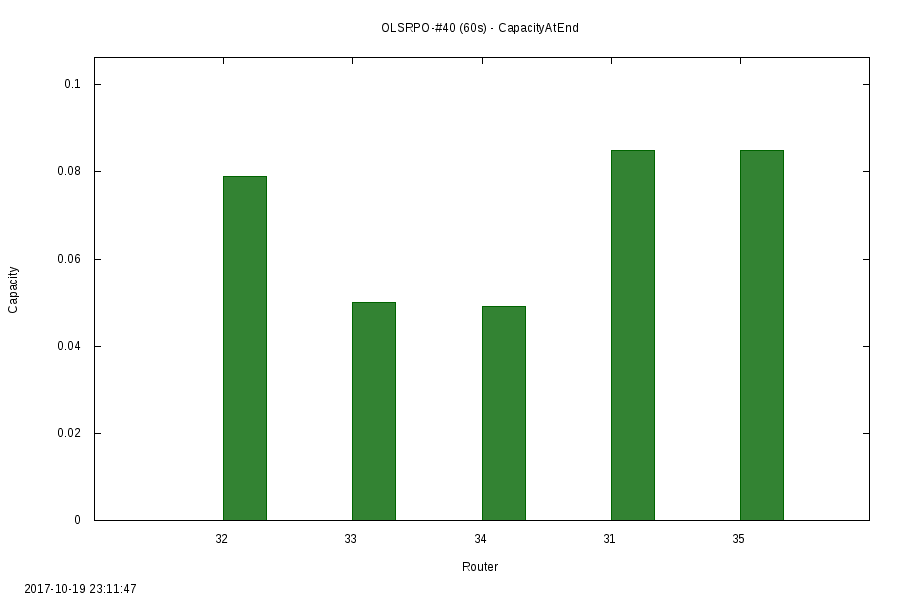 OLSRPO-#40 (60s) - CapacityAtEnd
0.1
0.08
0.06
0.04
0.02
0
Capacity
32 33 34 31 35
Router
2017-10-19 23:11:47